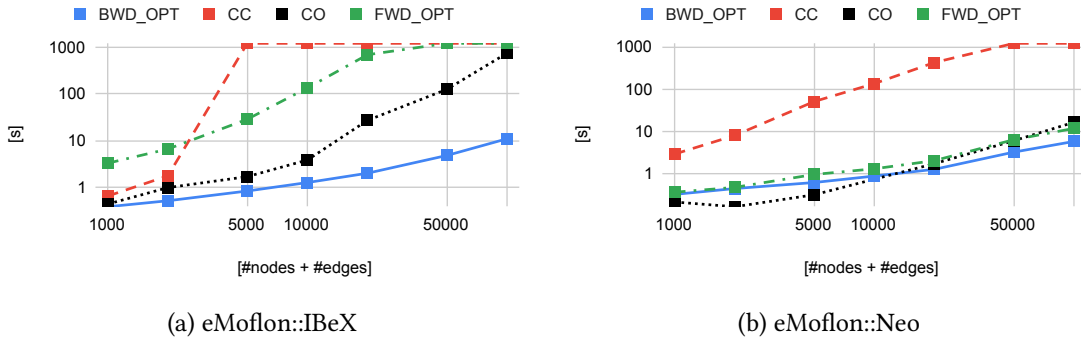 BWD_OPT CC CO FWD_OPT
1000
100
10
1
[s]
1000 5000 10000 50000
[#nodes + #edges]
(a) eMoflon::IBeX
BWD_OPT CC CO FWD_OPT
1000
100
10
1
[s]
1000 5000 10000 50000
[#nodes + #edges]
(b) eMoflon::Neo